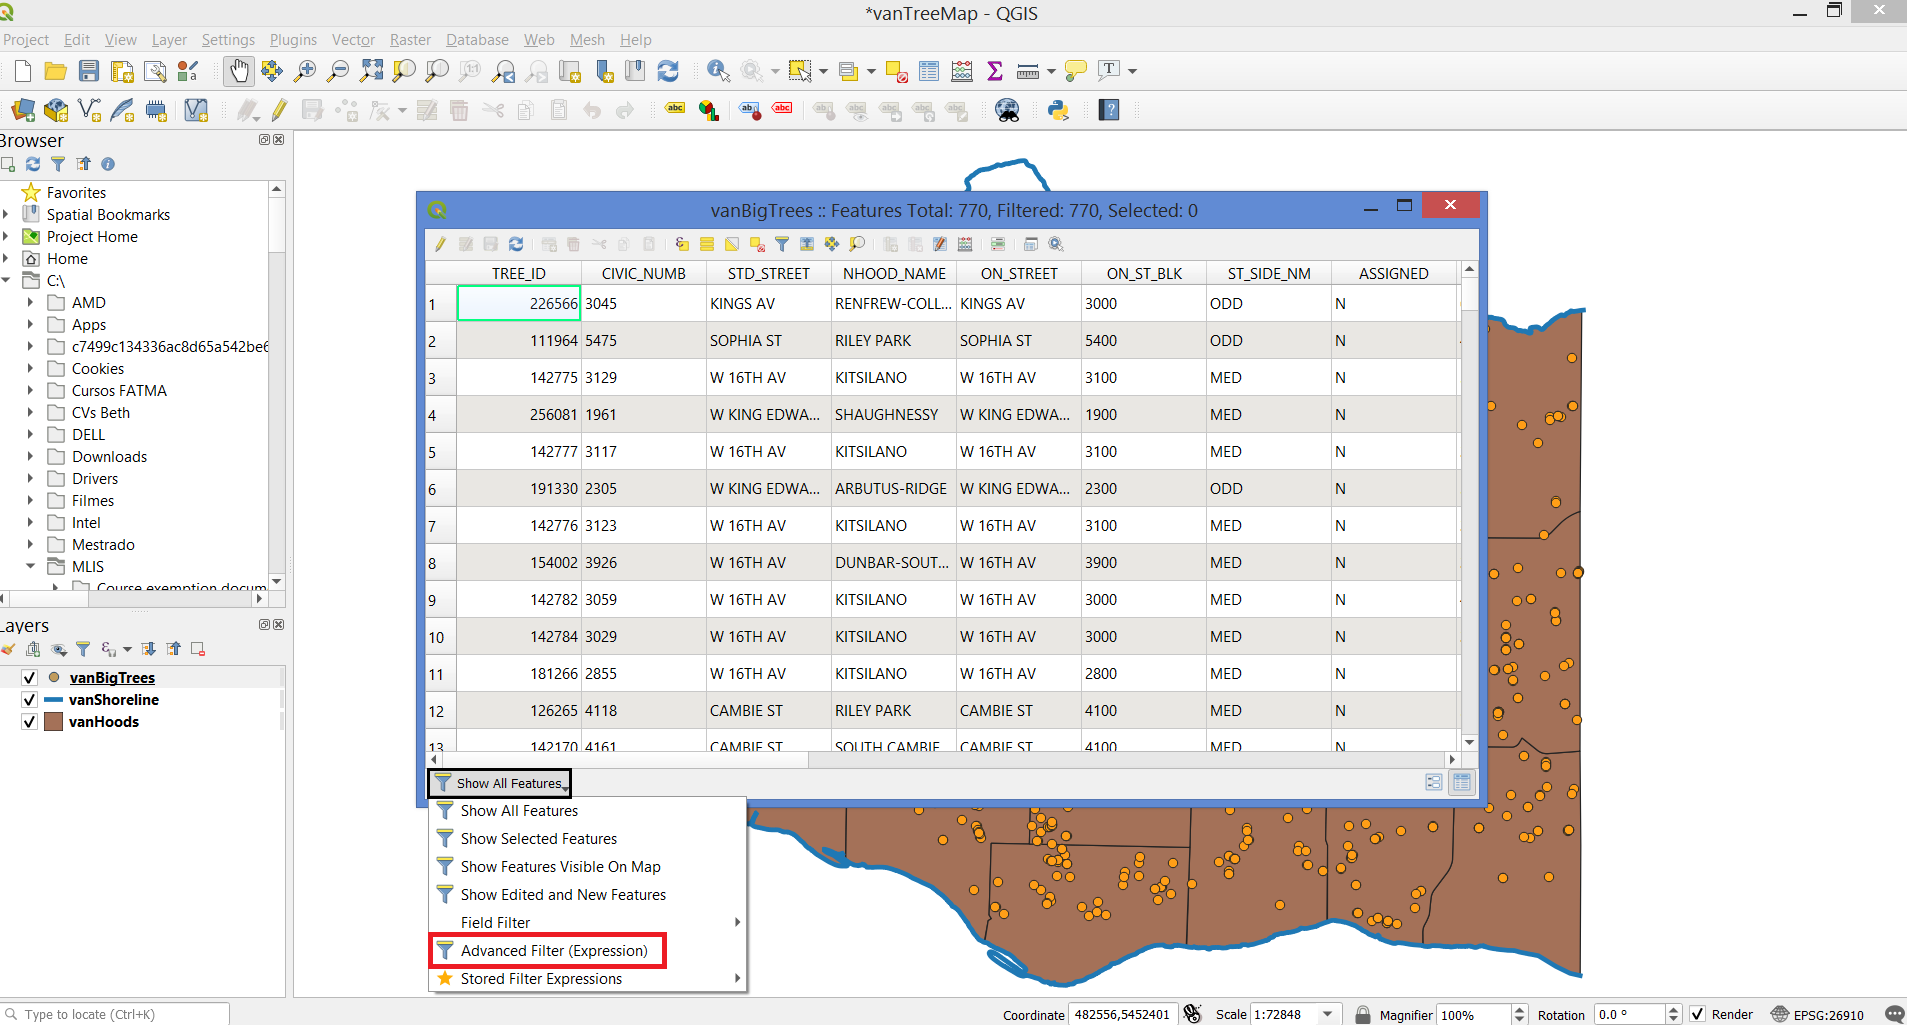 *vanTreeMap - QGIS
Project Edit View Layer Settings Plugins Vector Raster Database Web Mesh Help
Browser
Favorites
Spatial Bookmarks
Project Home
Home
C:\
AMD
Apps
c7499c134336ac8d65a542be6
Cookies
Cursos FATMA
CVs Beth
DELL
Downloads
Drivers
Filmes
Intel
Mestrado
MLIS
Course exemption docum
Layers
vanBigTrees
vanShoreline
vanHoods
vanBigTrees :: Features Total: 770, Filtered: 770, Selected: 0
TREE_ID CIVIC_NUMB STD_STREET NHOOD_NAME ON_STREET ON_ST_BLK ST_SIDE_NM ASSIGNED
1 226566 3045 KINGS AV RENFREW-COLL... KINGS AV 3000 ODD N
2 111964 5475 SOPHIA ST RILEY PARK SOPHIA ST 5400 ODD N
3 142775 3129 W 16TH AV KITSILANO W 16TH AV 3100 MED N
4 256081 1961 W KING EDWA... SHAUGHNESSY W KING EDWA... 1900 MED N
5 142777 3117 W 16TH AV KITSILANO W 16TH AV 3100 MED N
6 191330 2305 W KING EDWA... ARBUTUS-RIDGE W KING EDWA... 2300 ODD N
7 142776 3123 W 16TH AV KITSILANO W 16TH AV 3100 MED N
8 154002 3926 W 16TH AV DUNBAR-SOUT... W 16TH AV 3900 MED N
9 142782 3059 W 16TH AV KITSILANO W 16TH AV 3000 MED N
10 142784 3029 W 16TH AV KITSILANO W 16TH AV 3000 MED N
11 181266 2855 W 16TH AV KITSILANO W 16TH AV 2800 MED N
12 126265 4118 CAMBIE ST RILEY PARK CAMBIE ST 4100 MED N
13 142170 4161 CAMBIE ST SOUTH CAMBIE CAMBIE ST 4100 MED N
Show All Features
Show All Features
Show Selected Features
Show Features Visible On Map
Show Edited and New Features
Field Filter
Advanced Filter (Expression)
Stored Filter Expressions
Type to locate (Ctrl+K) Coordinate 482556,5452401 Scale 1:72848 Magnifier 100% Rotation 0.0 ° Render EPSG:26910